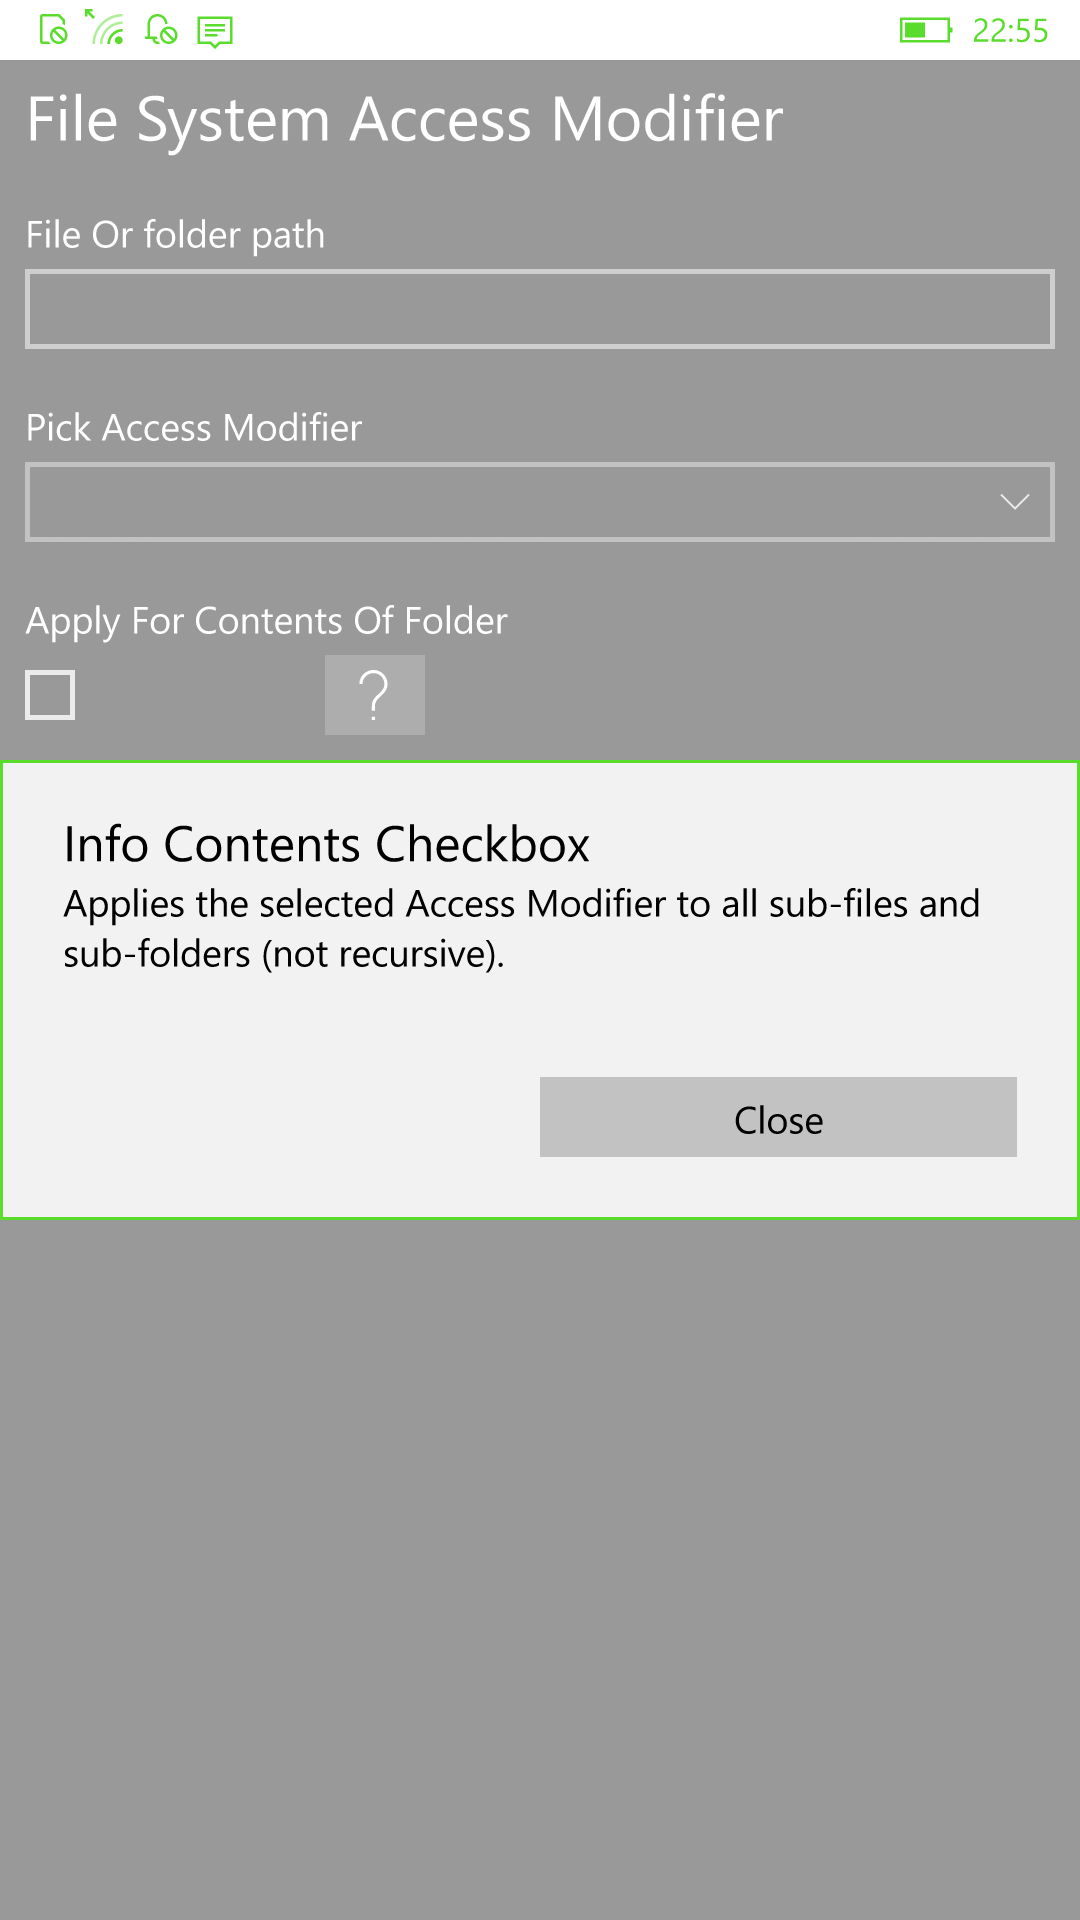 22:55
File System Access Modifier
File Or folder path
Pick Access Modifier
Apply For Contents Of Folder
?
Info Contents Checkbox
Applies the selected Access Modifier to all sub-files and
sub-folders (not recursive).
Close